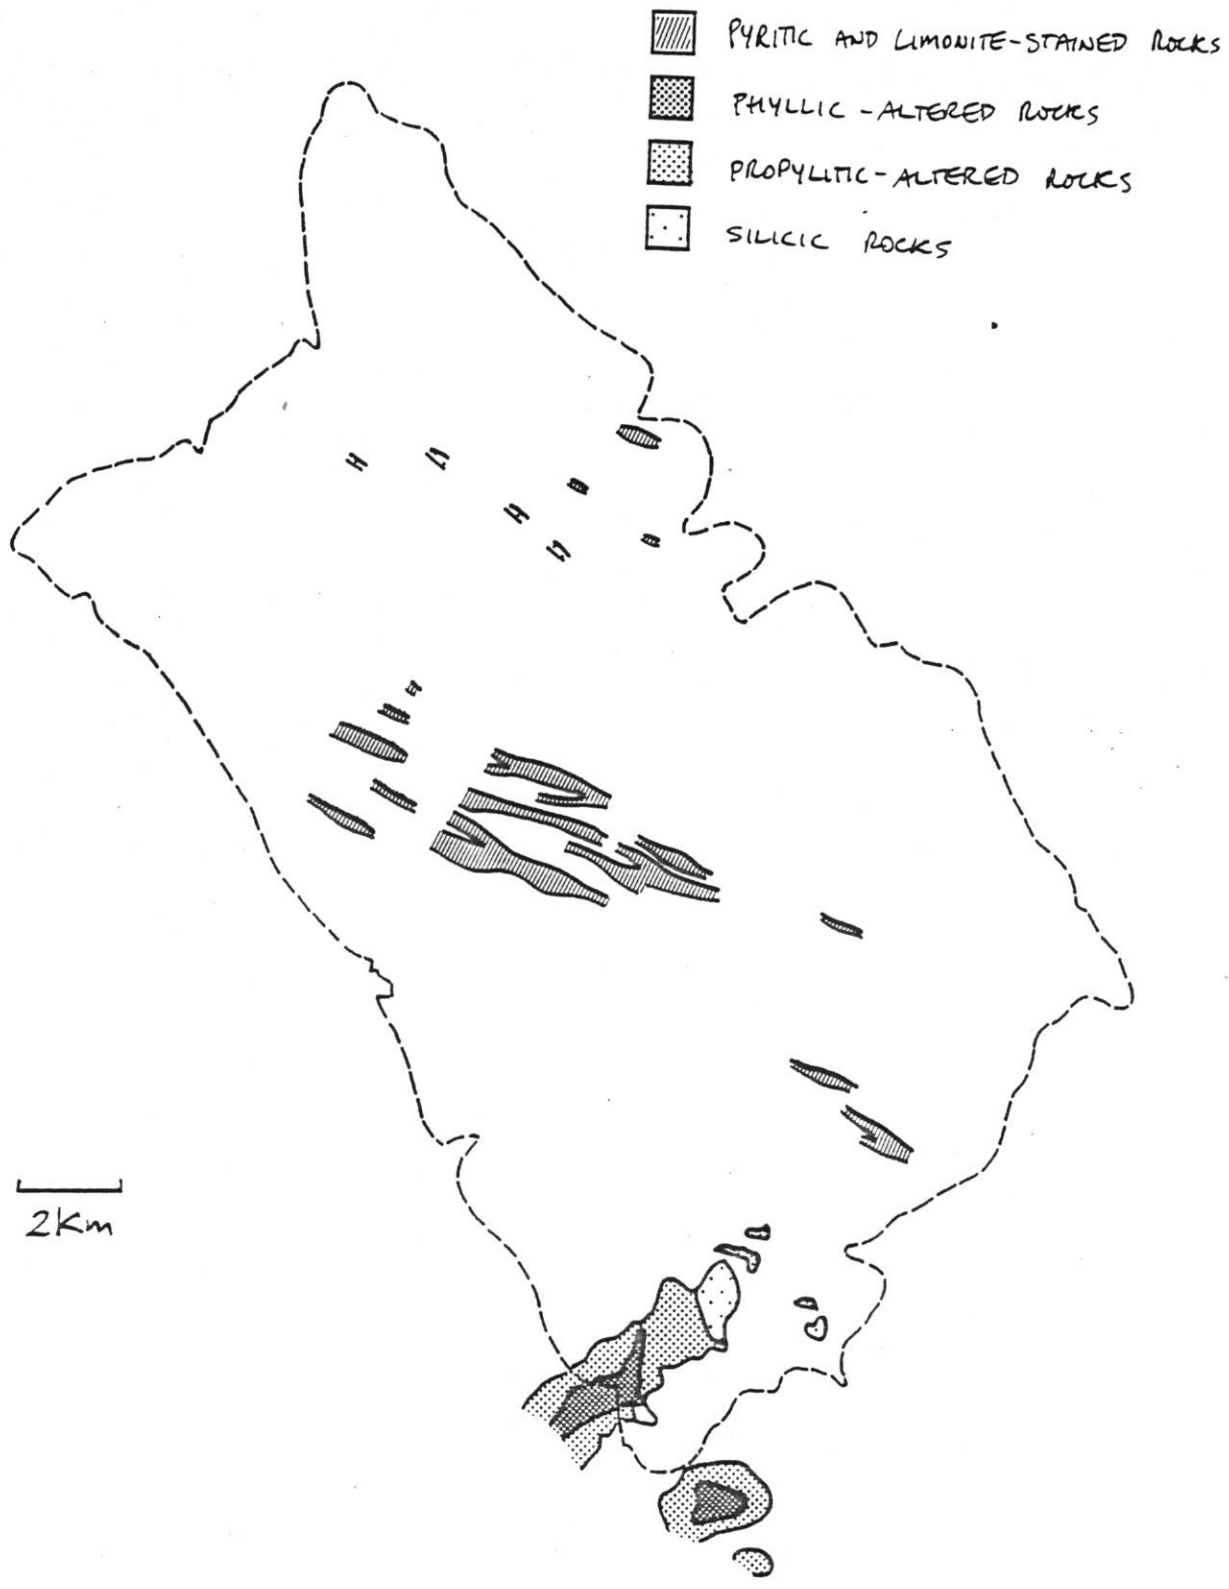 PYRITIC AND LIMONITE-STAINED ROCKS
PHYLLIC-ALTERED ROCKS
PROPYLITIC-ALTERED ROCKS
SILICIC ROCKS
2Km